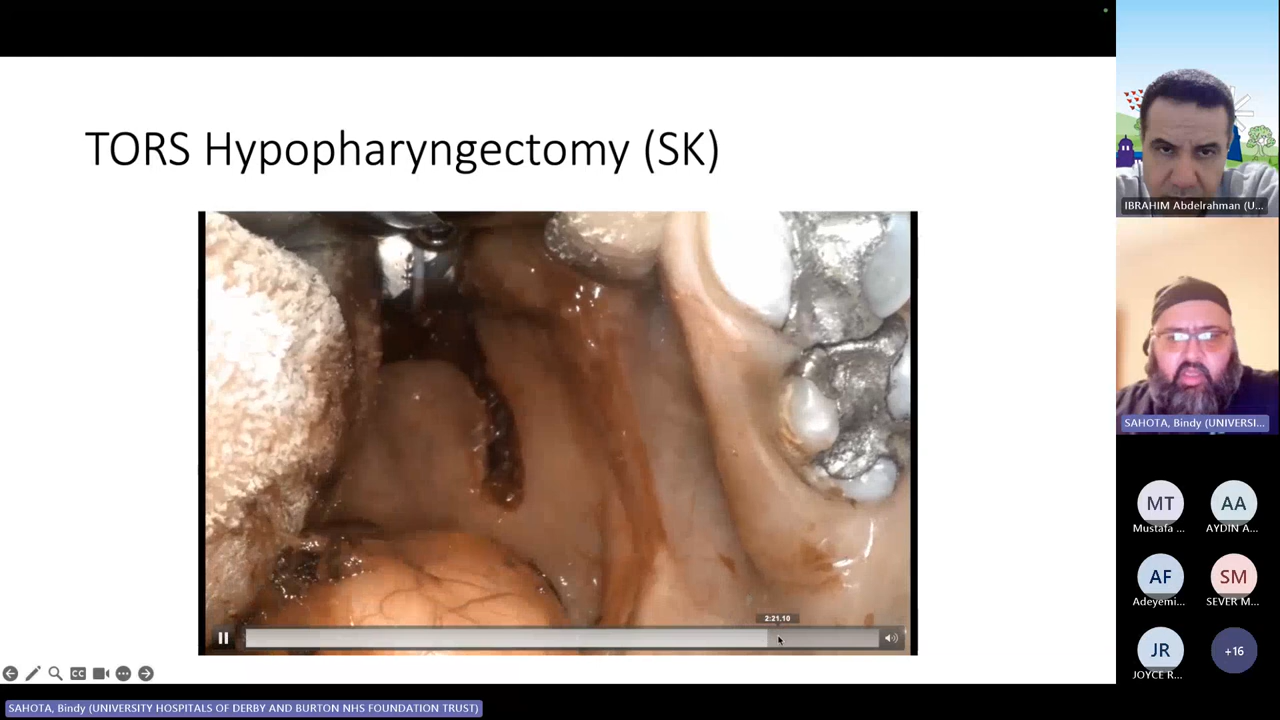 TORS Hypopharyngectomy (SK)
2:21.10
CC
SAHOTA, Bindy (UNIVERSITY HOSPITALS OF DERBY AND BURTON NHS FOUNDATION TRUST)
IBRAHIM Abdelrahman (U...
SAHOTA, Bindy (UNIVERSI...
MT
AA
Mustafa ...
AYDIN A...
AF
SM
Adeyemi...
SEVER M...
JR
+16
JOYCE R...